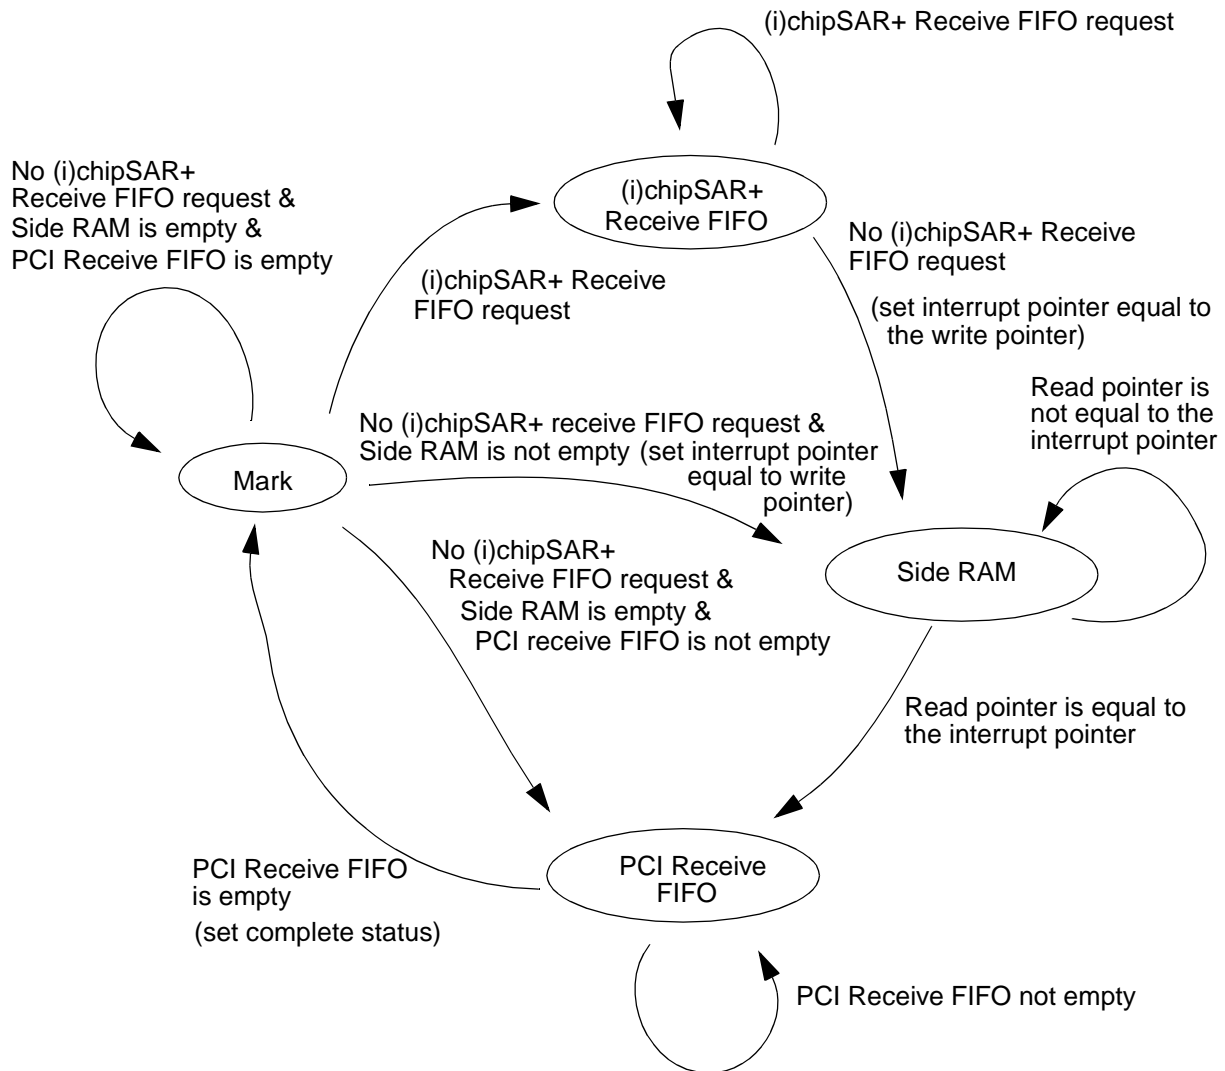 (i)chipSAR+ Receive FIFO request
No (i)chipSAR+
Receive FIFO request &
Side RAM is empty &
PCI Receive FIFO is empty
(i)chipSAR+
Receive FIFO
No (i)chipSAR+ Receive
FIFO request
(set interrupt pointer equal to
the write pointer)
(i)chipSAR+ Receive
FIFO request
Read pointer is
not equal to the
interrupt pointer
No (i)chipSAR+ receive FIFO request &
Side RAM is not empty (set interrupt pointer
equal to write
pointer)
Mark
No (i)chipSAR+
Receive FIFO request &
Side RAM is empty &
PCI receive FIFO is not empty
Side RAM
Read pointer is equal to
the interrupt pointer
PCI Receive FIFO
is empty
(set complete status)
PCI Receive
FIFO
PCI Receive FIFO not empty